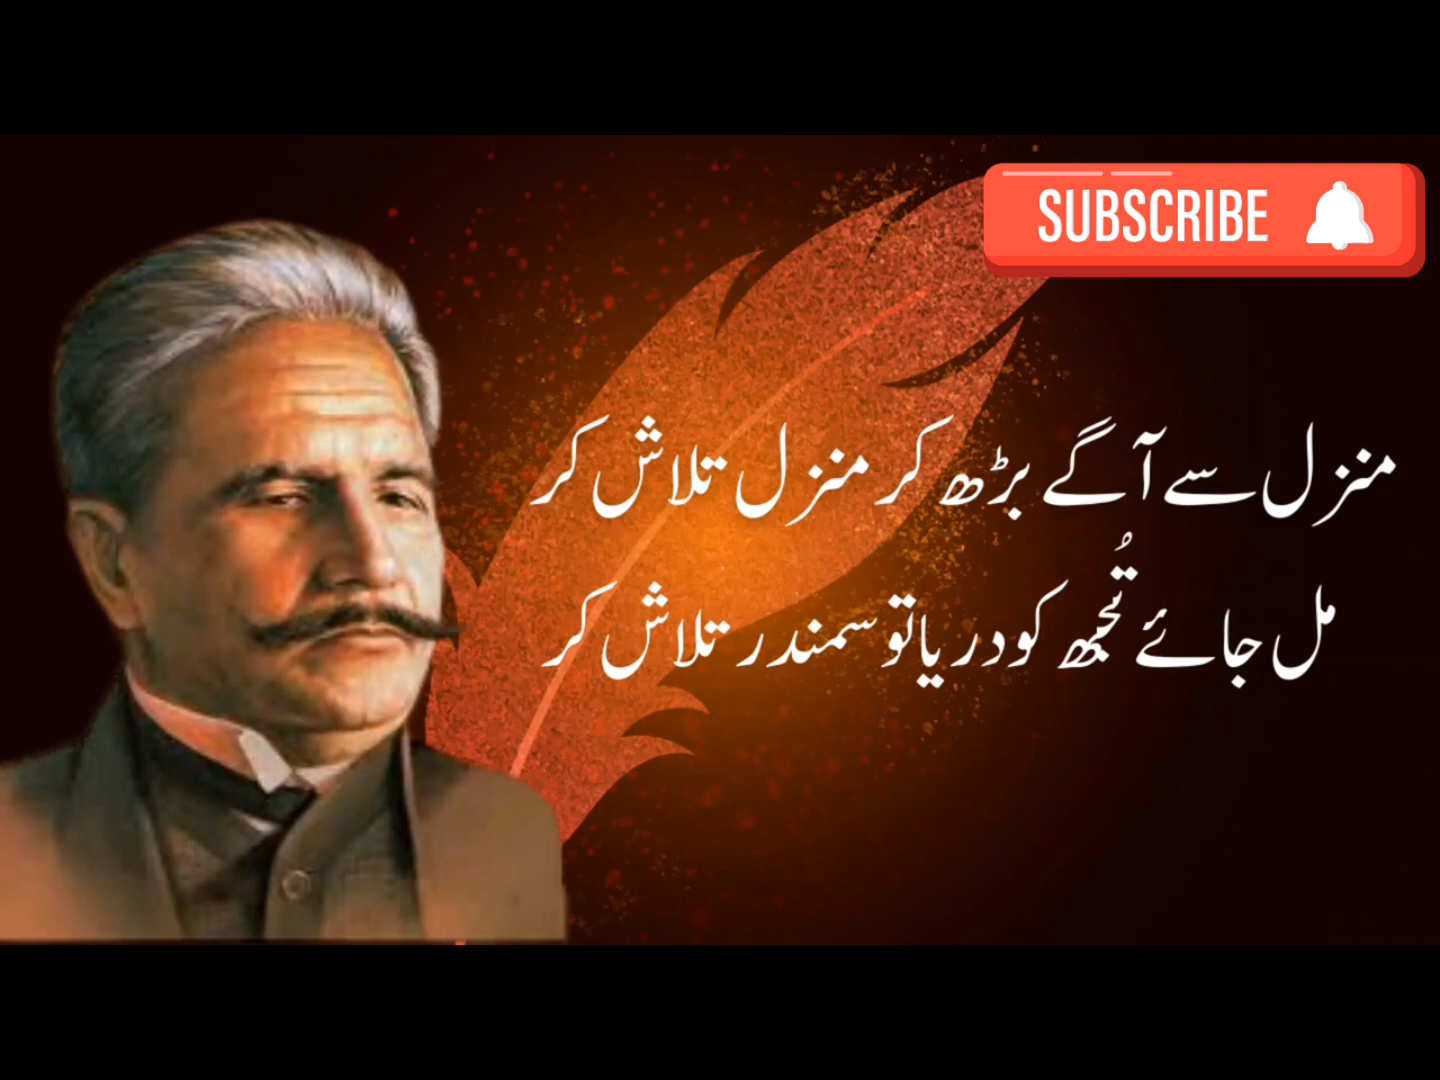 SUBSCRIBE
منزل سے آگے بڑھ کر منزل تلاش کر
مل جائے تُجھ کو دریا تو سمندر تلاش کر